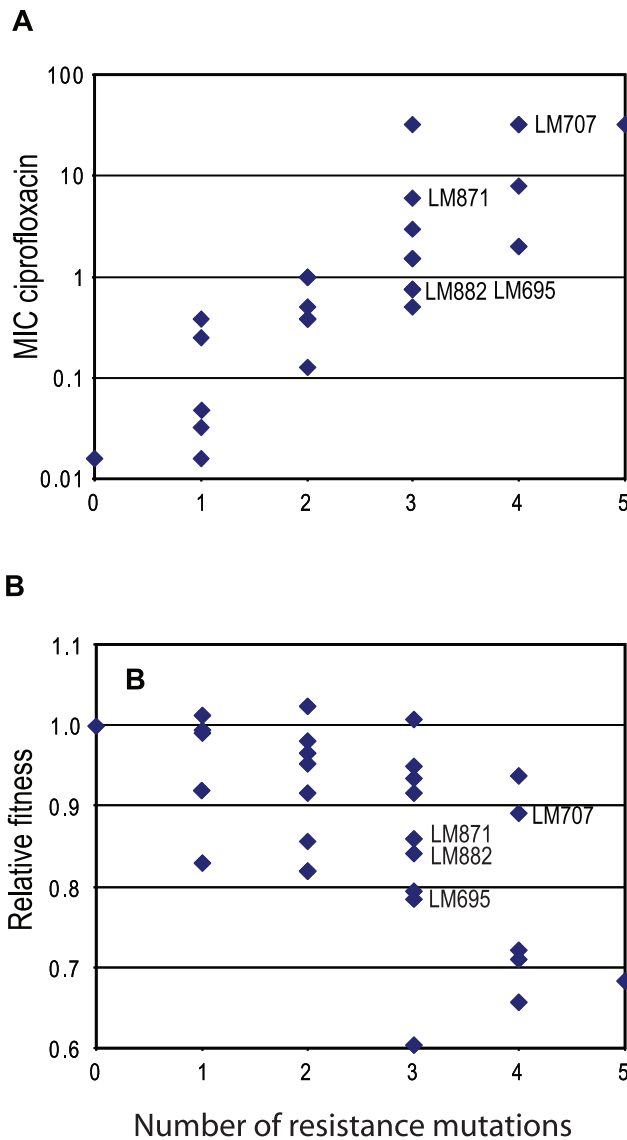 A
100
10
1
0.1
0.01
MIC ciprofloxacin
LM707
LM871
LM882 LM695
0 1 2 3 4 5
B
B
1.1
1.0
0.9
0.8
0.7
0.6
Relative fitness
LM707
LM871
LM882
LM695
0 1 2 3 4 5
Number of resistance mutations